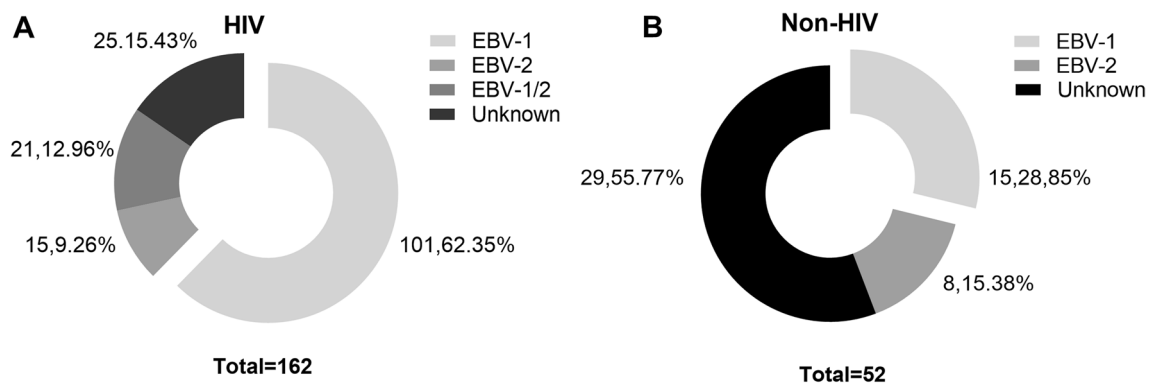 A
HIV
25.15.43%
EBV-1
EBV-2
EBV-1/2
Unknown
21,12.96%
15,9.26%
101,62.35%
Total=162
B
Non-HIV
EBV-1
EBV-2
Unknown
29,55.77%
15,28,85%
8,15.38%
Total=52